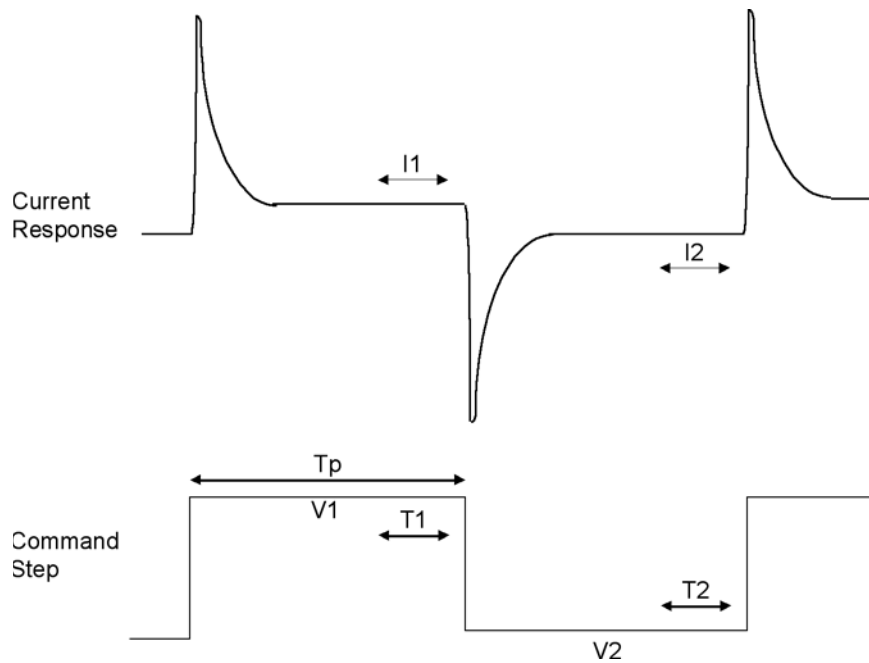 I1
Current
Response
I2
Tp
V1
T1
Command
Step
T2
V2